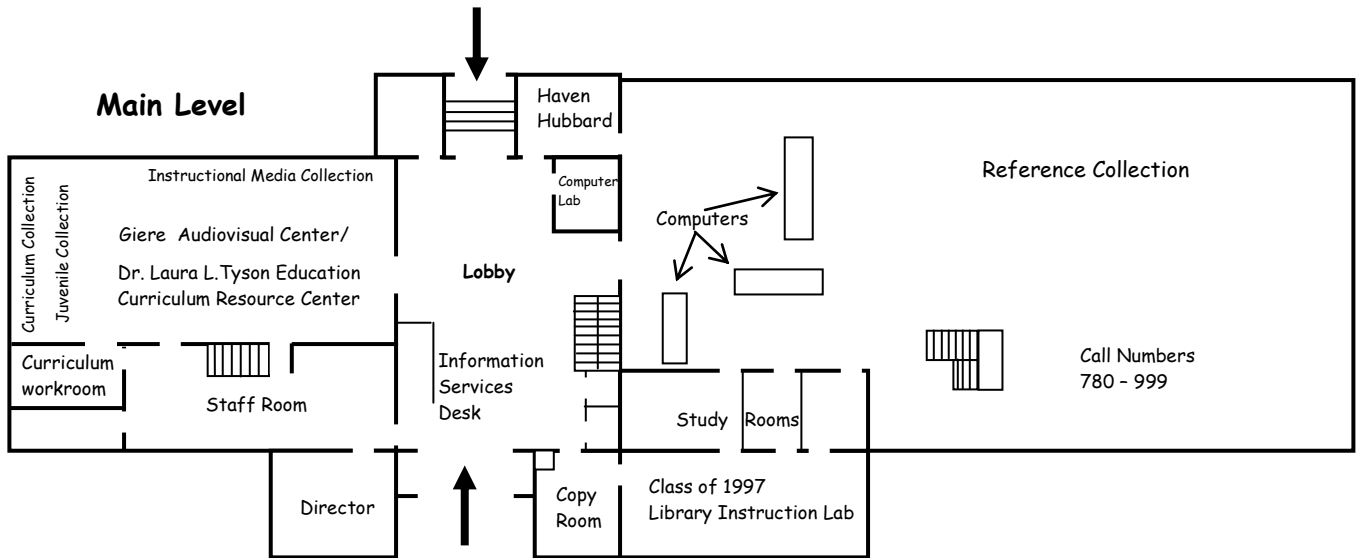 Main Level
Haven
Hubbard
Instructional Media Collection
Curriculum Collection
Juvenile Collection
Giere Audiovisual Center/
Dr. Laura L.Tyson Education
Curriculum Resource Center
Computer
Lab
Lobby
Computers
Reference Collection
Curriculum
workroom
Staff Room
Information
Services
Desk
Study Rooms
Call Numbers
780 – 999
Director
Copy
Room
Class of 1997
Library Instruction Lab